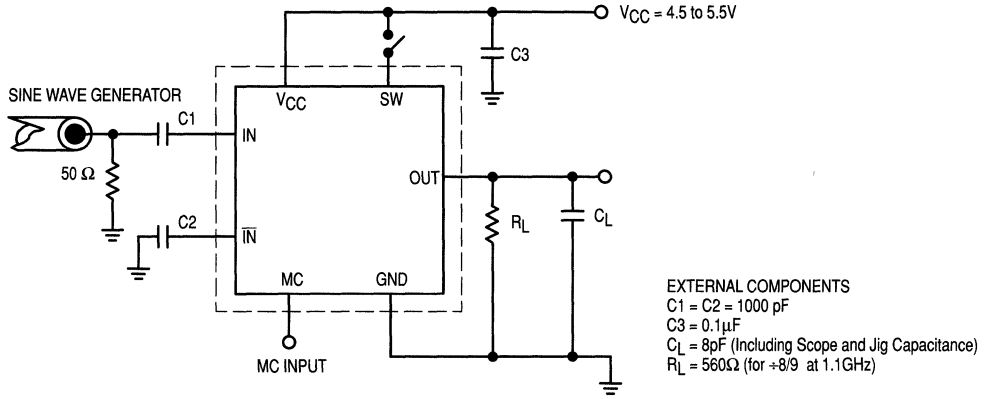 VCC = 4.5 to 5.5V
C3
SINE WAVE GENERATOR
VCC
SW
C1
IN
50 Ω
OUT
C2
IN
RL
CL
MC
GND
MC INPUT
EXTERNAL COMPONENTS
C1 = C2 = 1000 pF
C3 = 0.1µF
CL = 8pF (Including Scope and Jig Capacitance)
RL = 560Ω (for ÷8/9 at 1.1GHz)